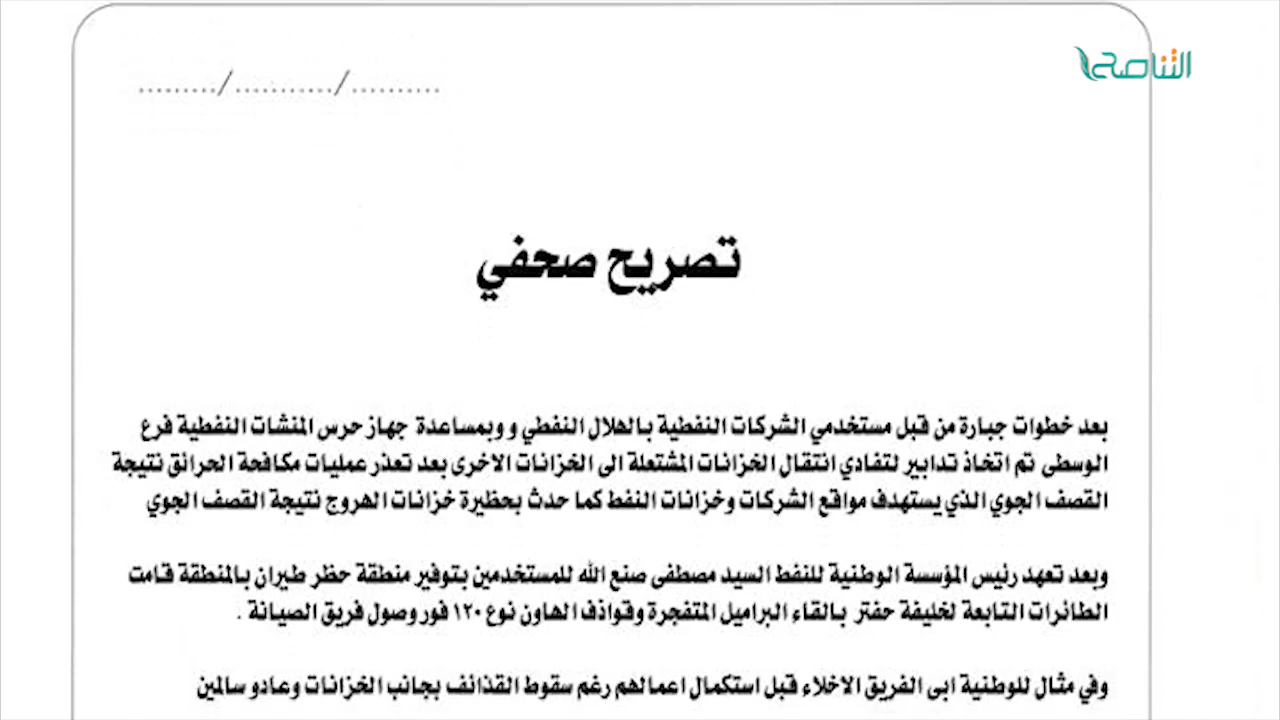 التناصح
........../.........../.........
تصريح صحفي
بعد خطوات جبارة من قبل مستخدمي الشركات النفطية بالهلال النفطي و وبمساعدة جهاز حرس المنشات النفطية فرع
الوسطى تم اتخاذ تدابير لتفادي انتقال الخزانات المشتعلة الى الخزانات الاخرى بعد تعذر عمليات مكافحة الحرائق نتيجة
القصف الجوي الذي يستهدف مواقع الشركات وخزانات النفط كما حدث بحظيرة خزانات الهروج نتيجة القصف الجوي
وبعد تعهد رئيس المؤسسة الوطنية للنفط السيد مصطفى صنع الله للمستخدمين بتوفير منطقة حظر طيران بالمنطقة قامت
الطائرات التابعة لخليفة حفتر بالقاء البراميل المتفجرة وقواذف الهاون نوع ١٢٠ فور وصول فريق الصيانة .
وفي مثال للوطنية ابى الفريق الاخلاء قبل استكمال اعمالهم رغم سقوط القذائف بجانب الخزانات وعادو سالمين